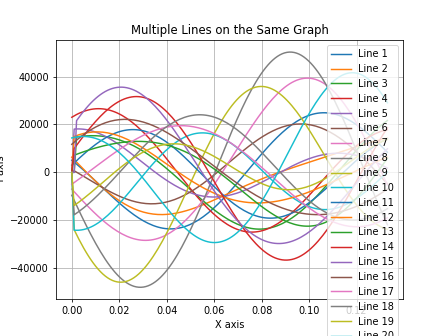 Multiple Lines on the Same Graph
40000
20000
0
−20000
−40000
0.00
0.02
0.04
0.06
0.08
0.10
X axis
axis
Line 1
Line 2
Line 3
Line 4
Line 5
Line 6
Line 7
Line 8
Line 9
Line 10
Line 11
Line 12
Line 13
Line 14
Line 15
Line 16
Line 17
Line 18
Line 19
Line 20